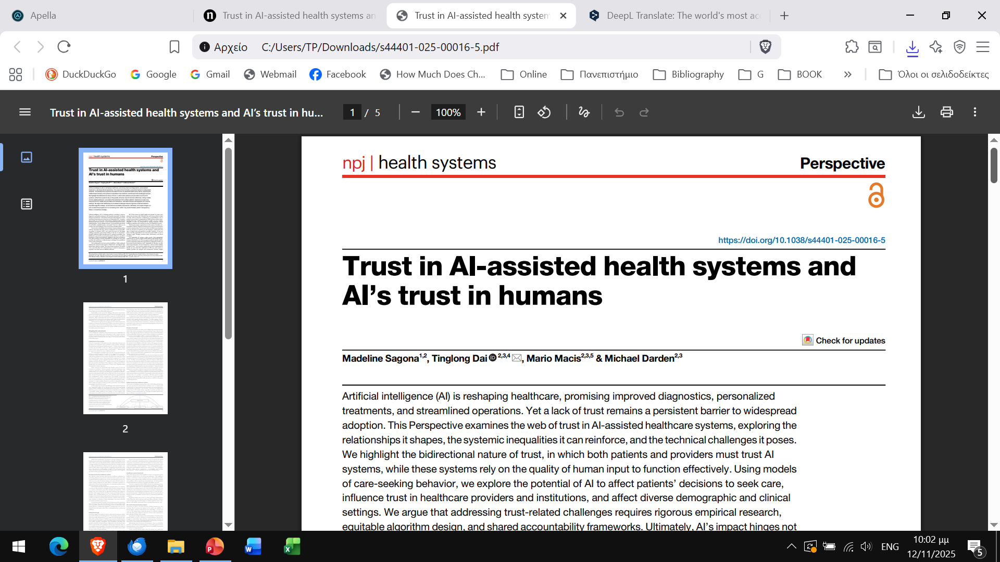 Apella
Trust in AI-assisted health systems an
Trust in AI-assisted health system
DeepL Translate: The world's most acc
Αρχείο C:/Users/TP/Downloads/s44401-025-00016-5.pdf
DuckDuckGo Google Gmail Webmail Facebook How Much Does Ch... Online Πανεπιστήμιο Bibliography G BOOK » Όλοι οι σελιδοδείκτες
Trust in AI-assisted health systems and AI's trust in hu... 1 / 5 100%
1
2
npj | health systems
Perspective
https://doi.org/10.1038/s44401-025-00016-5
Trust in AI-assisted health systems and
AI's trust in humans
Check for updates
Madeline Sagona1,2, Tinglong Dai 2,3,4, Mario Macis2,3,5 & Michael Darden2,3
Artificial intelligence (AI) is reshaping healthcare, promising improved diagnostics, personalized
treatments, and streamlined operations. Yet a lack of trust remains a persistent barrier to widespread
adoption. This Perspective examines the web of trust in AI-assisted healthcare systems, exploring the
relationships it shapes, the systemic inequalities it can reinforce, and the technical challenges it poses.
We highlight the bidirectional nature of trust, in which both patients and providers must trust AI
systems, while these systems rely on the quality of human input to function effectively. Using models
of care-seeking behavior, we explore the potential of AI to affect patients' decisions to seek care,
influence trust in healthcare providers and institutions, and affect diverse demographic and clinical
settings. We argue that addressing trust-related challenges requires rigorous empirical research,
equitable algorithm design, and shared accountability frameworks. Ultimately, AI's impact hinges not
ENG
10:02 μμ
12/11/2025
5